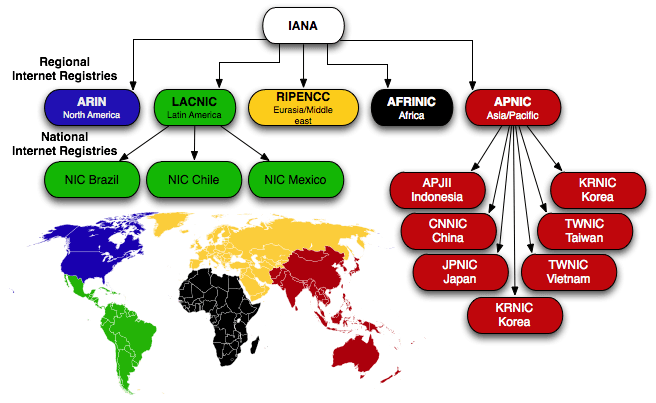 IANA
Regional
Internet Registries
ARIN
North America
LACNIC
Latin America
RIPENCC
Eurasia/Middle
east
AFRINIC
Africa
APNIC
Asia/Pacific
National
Internet Registries
NIC Brazil
NIC Chile
NIC Mexico
APJII
Indonesia
KRNIC
Korea
CNNIC
China
TWNIC
Taiwan
JPNIC
Japan
TWNIC
Vietnam
KRNIC
Korea